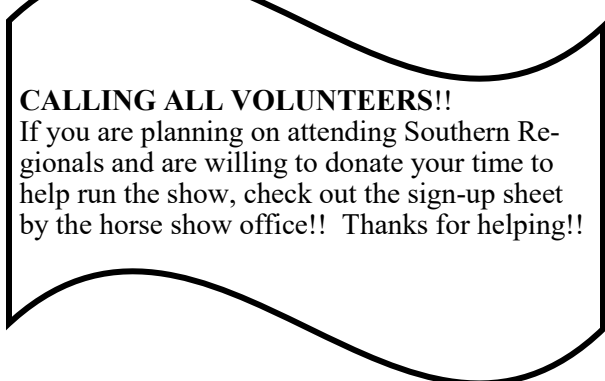 CALLING ALL VOLUNTEERS!!
If you are planning on attending Southern Re-
gionals and are willing to donate your time to
help run the show, check out the sign-up sheet
by the horse show office!!  Thanks for helping!!